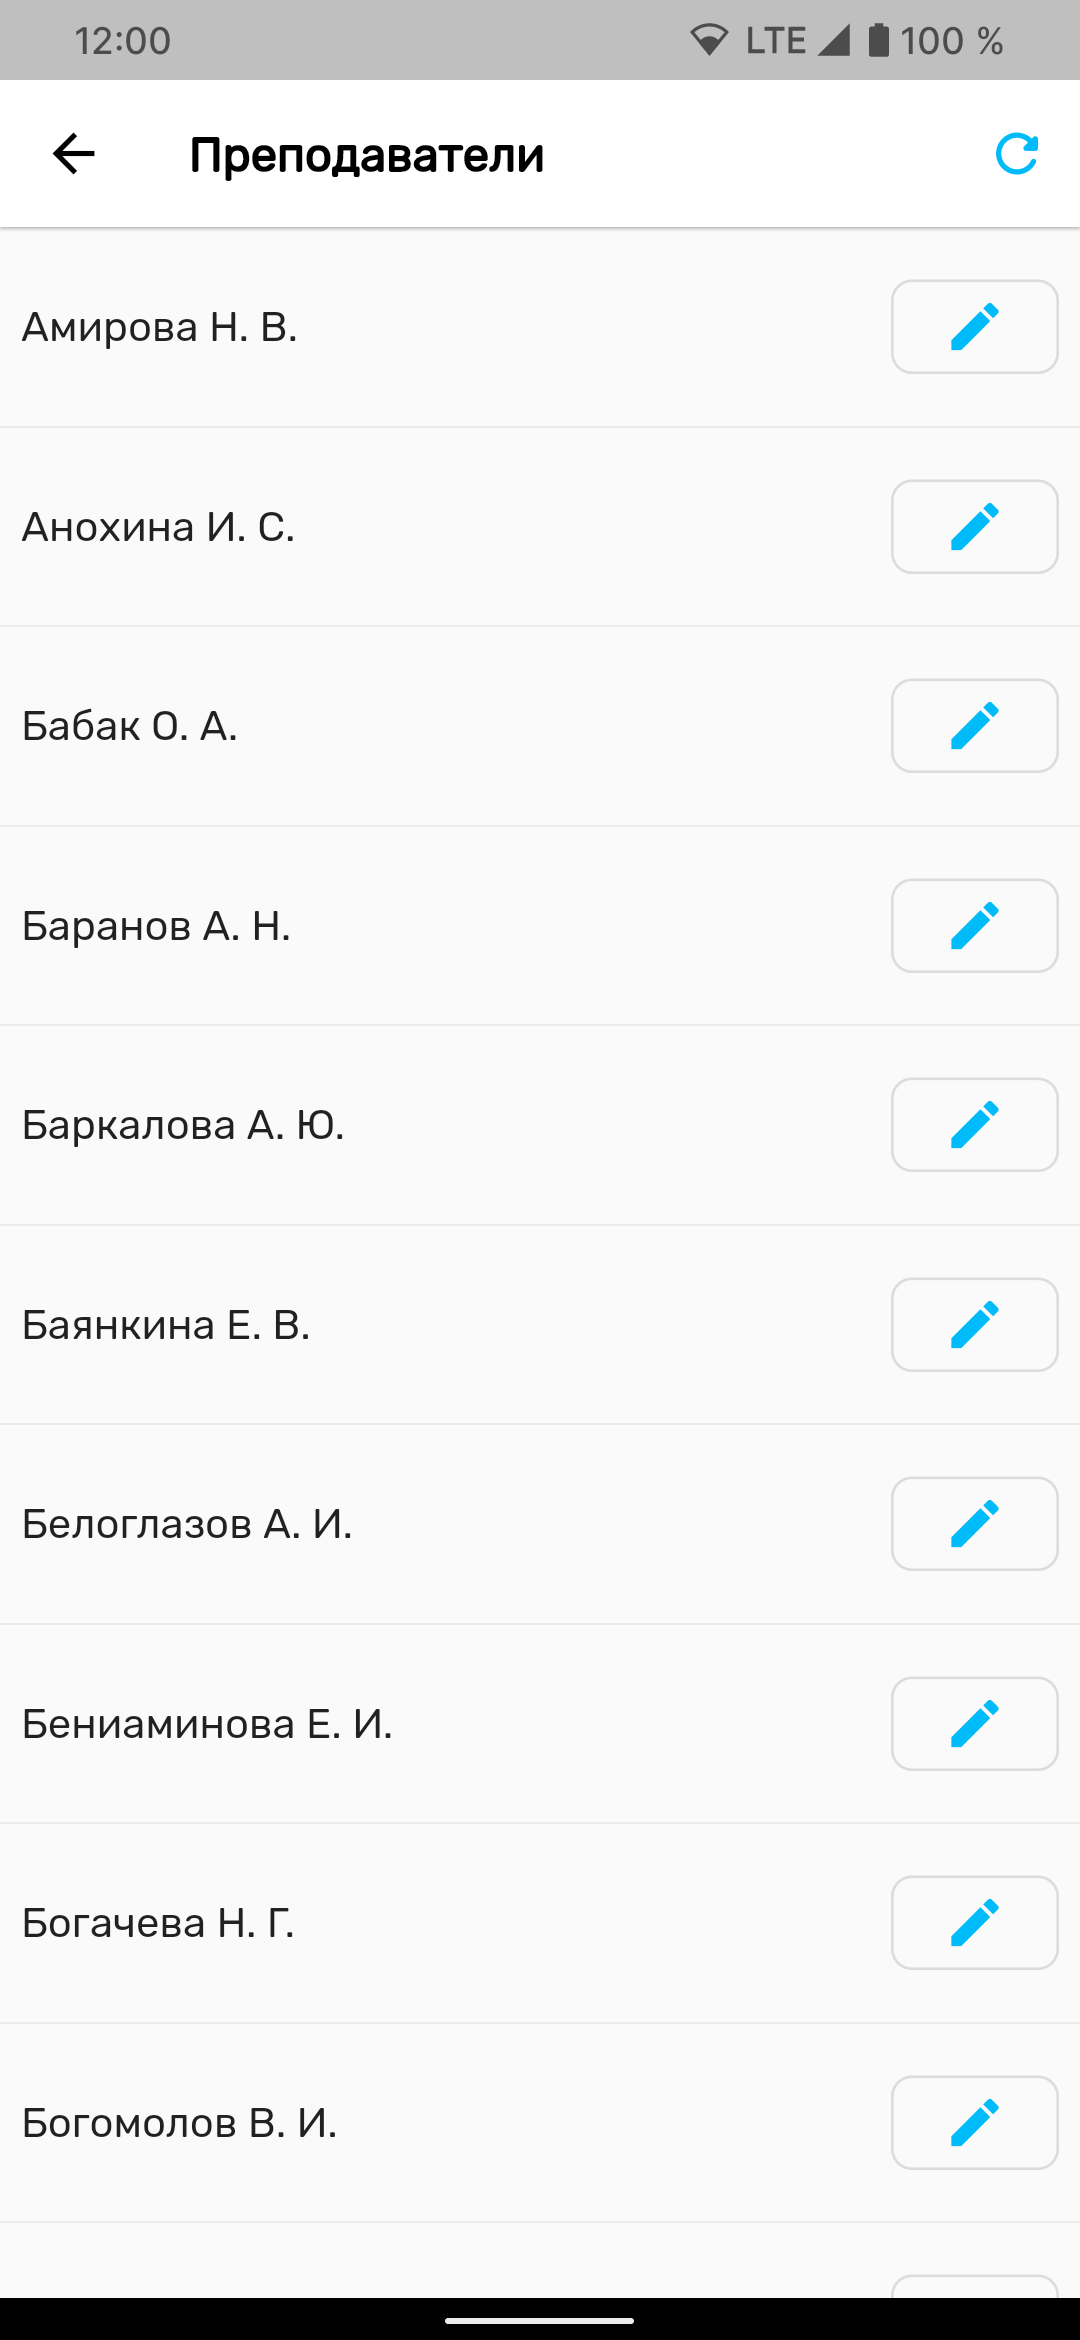 12:00 LTE 100 %
Преподаватели
Амирова Н. В.
Анохина И. С.
Бабак О. А.
Баранов А. Н.
Баркалова А. Ю.
Баянкина Е. В.
Белоглазов А. И.
Бениаминова Е. И.
Богачева Н. Г.
Богомолов В. И.